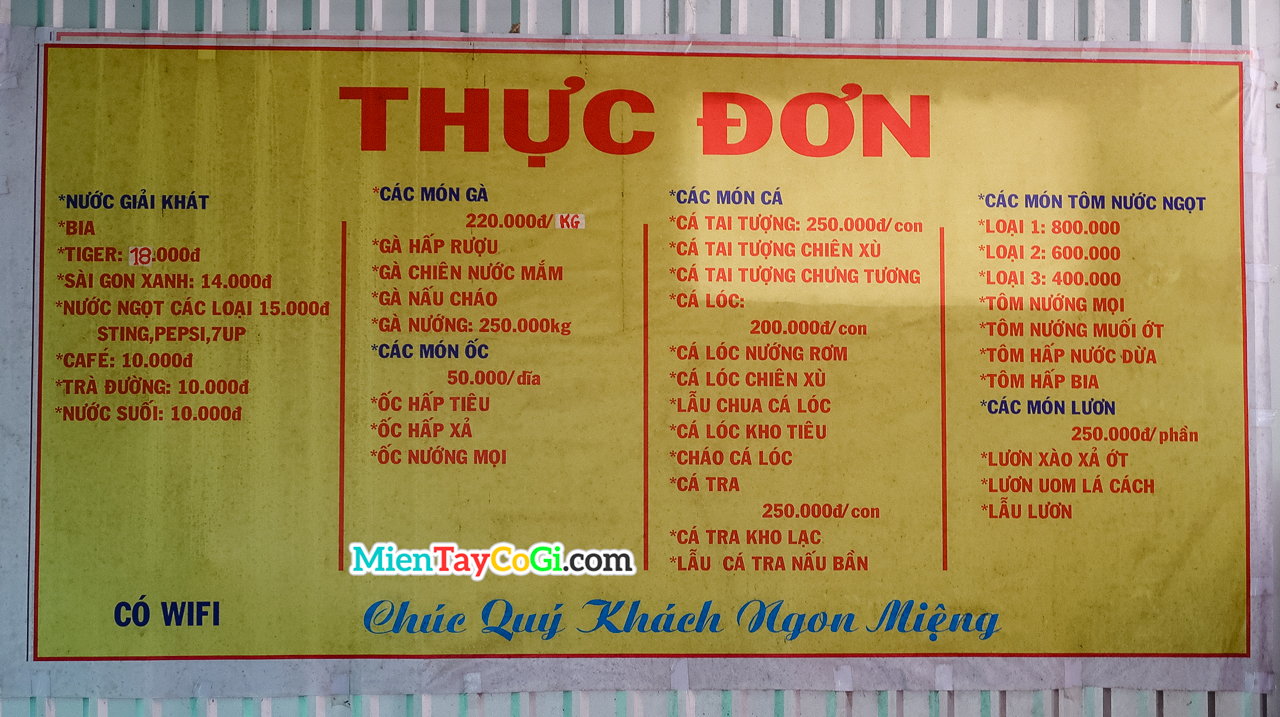 THỰC ĐƠN
*NƯỚC GIẢI KHÁT
*BIA
*TIGER: 18.000đ
*SÀI GON XANH: 14.000đ
*NƯỚC NGỌT CÁC LOẠI 15.000đ
STING,PEPSI,7UP
*CAFÉ: 10.000đ
*TRÀ ĐƯỜNG: 10.000đ
*NƯỚC SUỐI: 10.000đ
*CÁC MÓN GÀ
220.000đ/ KG
*GÀ HẤP RƯỢU
*GÀ CHIÊN NƯỚC MẮM
*GÀ NẤU CHÁO
*GÀ NƯỚNG: 250.000kg
*CÁC MÓN ỐC
50.000/dĩa
*ỐC HẤP TIÊU
*ỐC HẤP XẢ
*ỐC NƯỚNG MỌI
*CÁC MÓN CÁ
*CÁ TAI TƯỢNG: 250.000đ/con
*CÁ TAI TƯỢNG CHIÊN XÙ
*CÁ TAI TƯỢNG CHƯNG TƯƠNG
*CÁ LÓC:
200.000đ/con
*CÁ LÓC NƯỚNG RƠM
*CÁ LÓC CHIÊN XÙ
*LẪU CHUA CÁ LÓC
*CÁ LÓC KHO TIÊU
*CHÁO CÁ LÓC
*CÁ TRA
250.000đ/con
*CÁ TRA KHO LẠC
*LẪU CÁ TRA NẤU BẦN
*CÁC MÓN TÔM NƯỚC NGỌT
*LOẠI 1: 800.000
*LOẠI 2: 600.000
*LOẠI 3: 400.000
*TÔM NƯỚNG MỌI
*TÔM NƯỚNG MUỐI ỚT
*TÔM HẤP NƯỚC DỪA
*TÔM HẤP BIA
*CÁC MÓN LƯƠN
250.000đ/phần
*LƯƠN XÀO XẢ ỚT
*LƯƠN UOM LÁ CÁCH
*LẪU LƯƠN
MienTayCoGi.com
CÓ WIFI
Chúc Quý Khách Ngon Miệng